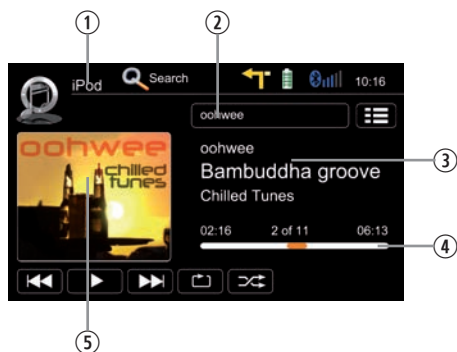 ① ②
iPod Search 10:16
oohwee
oohwee
chilled
tunes
oohwee
Bambuddha groove ③
Chilled Tunes
02:16 2 of 11 06:13
④
⑤